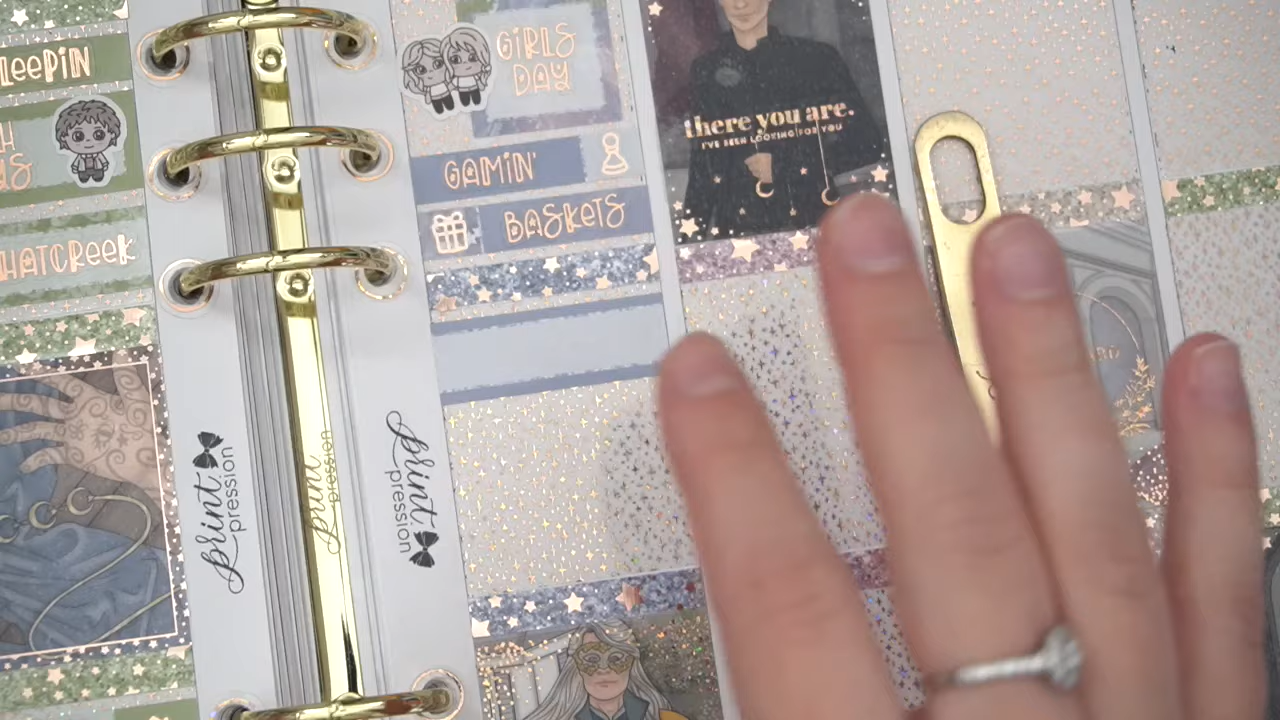 LEEPIN
HATCREEK
print
pression
print
pression
print
pression
GIRLS
DAY
GAMIN'
BASKETS
there you are.
I'VE BEEN LOOKING FOR YOU